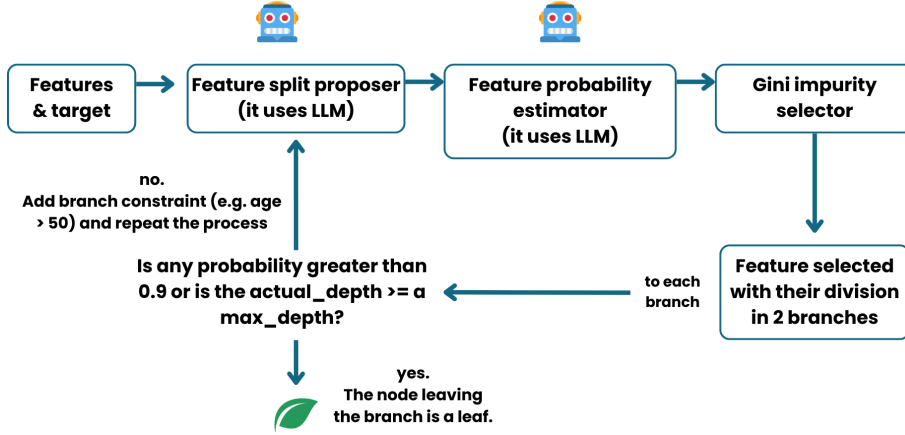 Features
& target
Feature split proposer
(it uses LLM)
Feature probability
estimator
(it uses LLM)
Gini impurity
selector
no.
Add branch constraint (e.g. age
> 50) and repeat the process
Is any probability greater than
0.9 or is the actual_depth >= a
max_depth?
to each
branch
Feature selected
with their division
in 2 branches
yes.
The node leaving
the branch is a leaf.